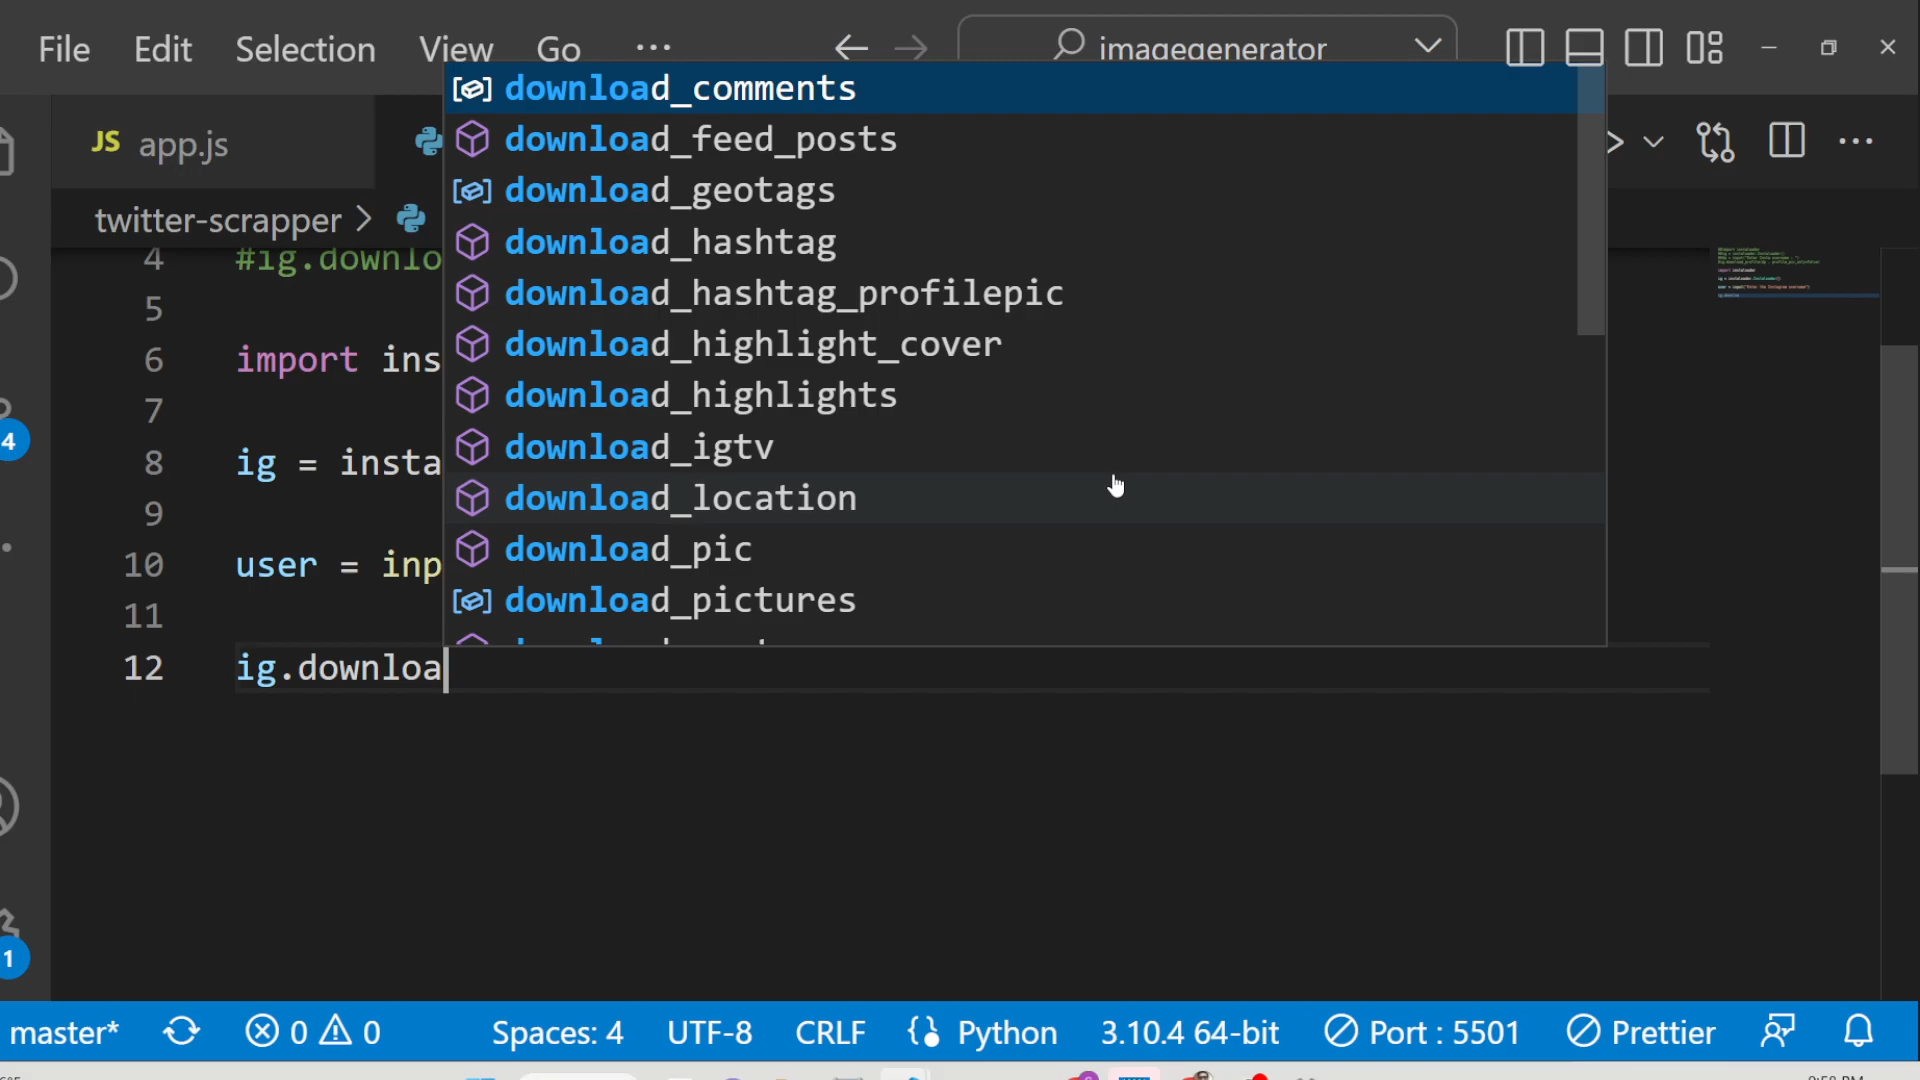 File Edit Selection View Go ... imagegenerator
JS app.js
twitter-scrapper >
download_comments
download_feed_posts
download_geotags
download_hashtag
download_hashtag_profilepic
download_highlight_cover
download_highlights
download_igtv
download_location
download_pic
download_pictures
4 #ig.downlo
5
6 import ins
7
8 ig = insta
9
10 user = inp
11
12 ig.downloa
4
1
master* 0 0 Spaces: 4 UTF-8 CRLF {} Python 3.10.4 64-bit Port : 5501 Prettier